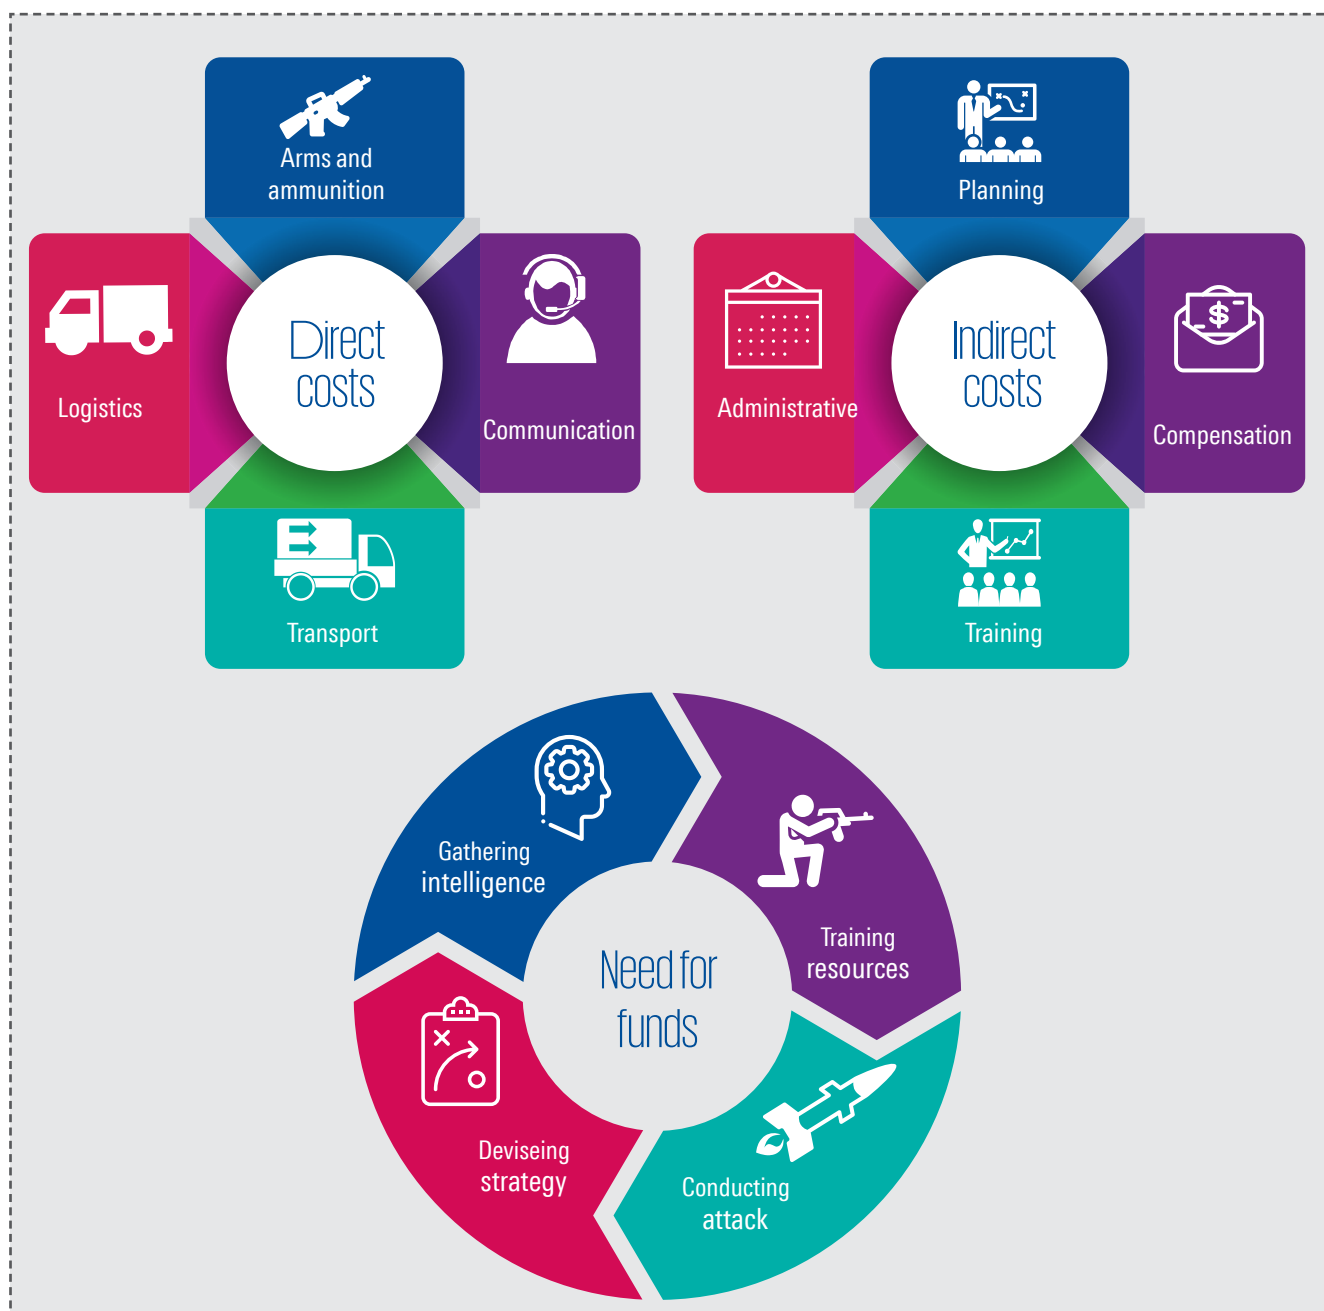 Arms and
ammunition
Logistics
Direct
costs
Communication
Transport
Planning
Administrative
Indirect
costs
Compensation
Training
Gathering
intelligence
Training
resources
Need for
funds
Deviseing
strategy
Conducting
attack